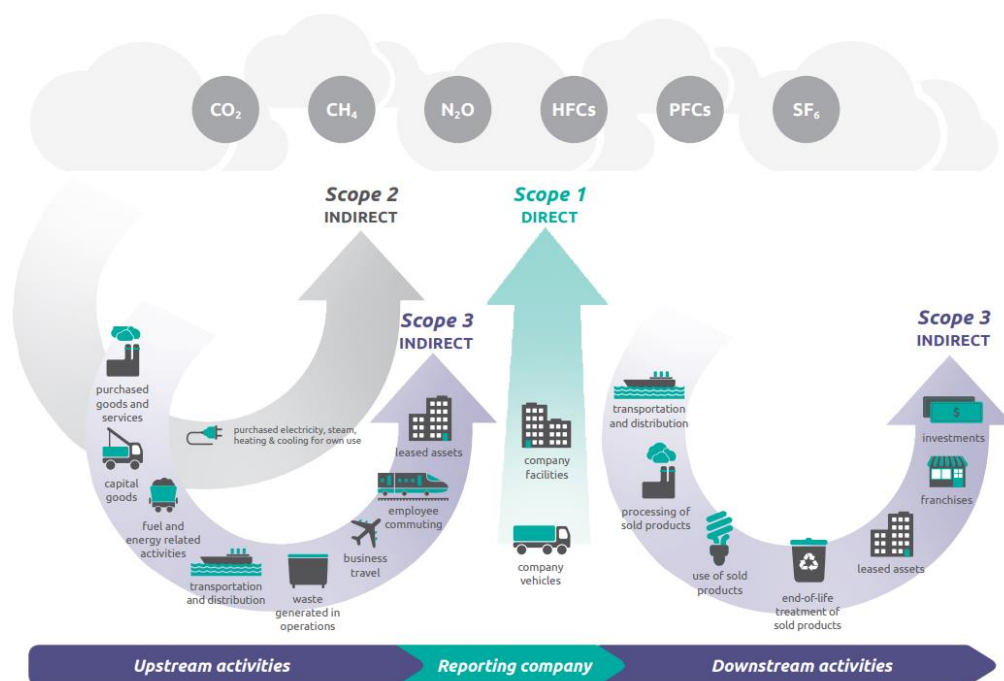 CO₂
CH₄
N₂O
HFCs
PFCs
SF₆
Scope 2
INDIRECT
Scope 1
DIRECT
Scope 3
INDIRECT
Scope 3
INDIRECT
purchased
goods and
services
capital
goods
fuel and
energy related
activities
purchased electricity, steam,
heating & cooling for own use
transportation
and distribution
waste
generated in
operations
business
travel
employee
commuting
leased assets
company
facilities
company
vehicles
transportation
and distribution
processing of
sold products
use of sold
products
end-of-life
treatment of
sold products
leased assets
franchises
$
investments
Upstream activities
Reporting company
Downstream activities